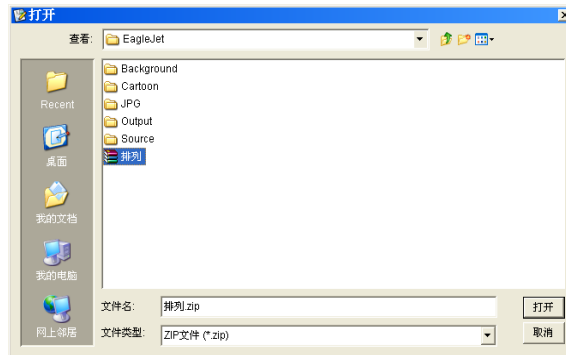 打开
查看: EagleJet
Background
Cartoon
JPG
Output
Source
排列
Recent
桌面
我的文档
我的电脑
网上邻居
文件名: 排列.zip 打开
文件类型: ZIP文件 (*.zip) 取消